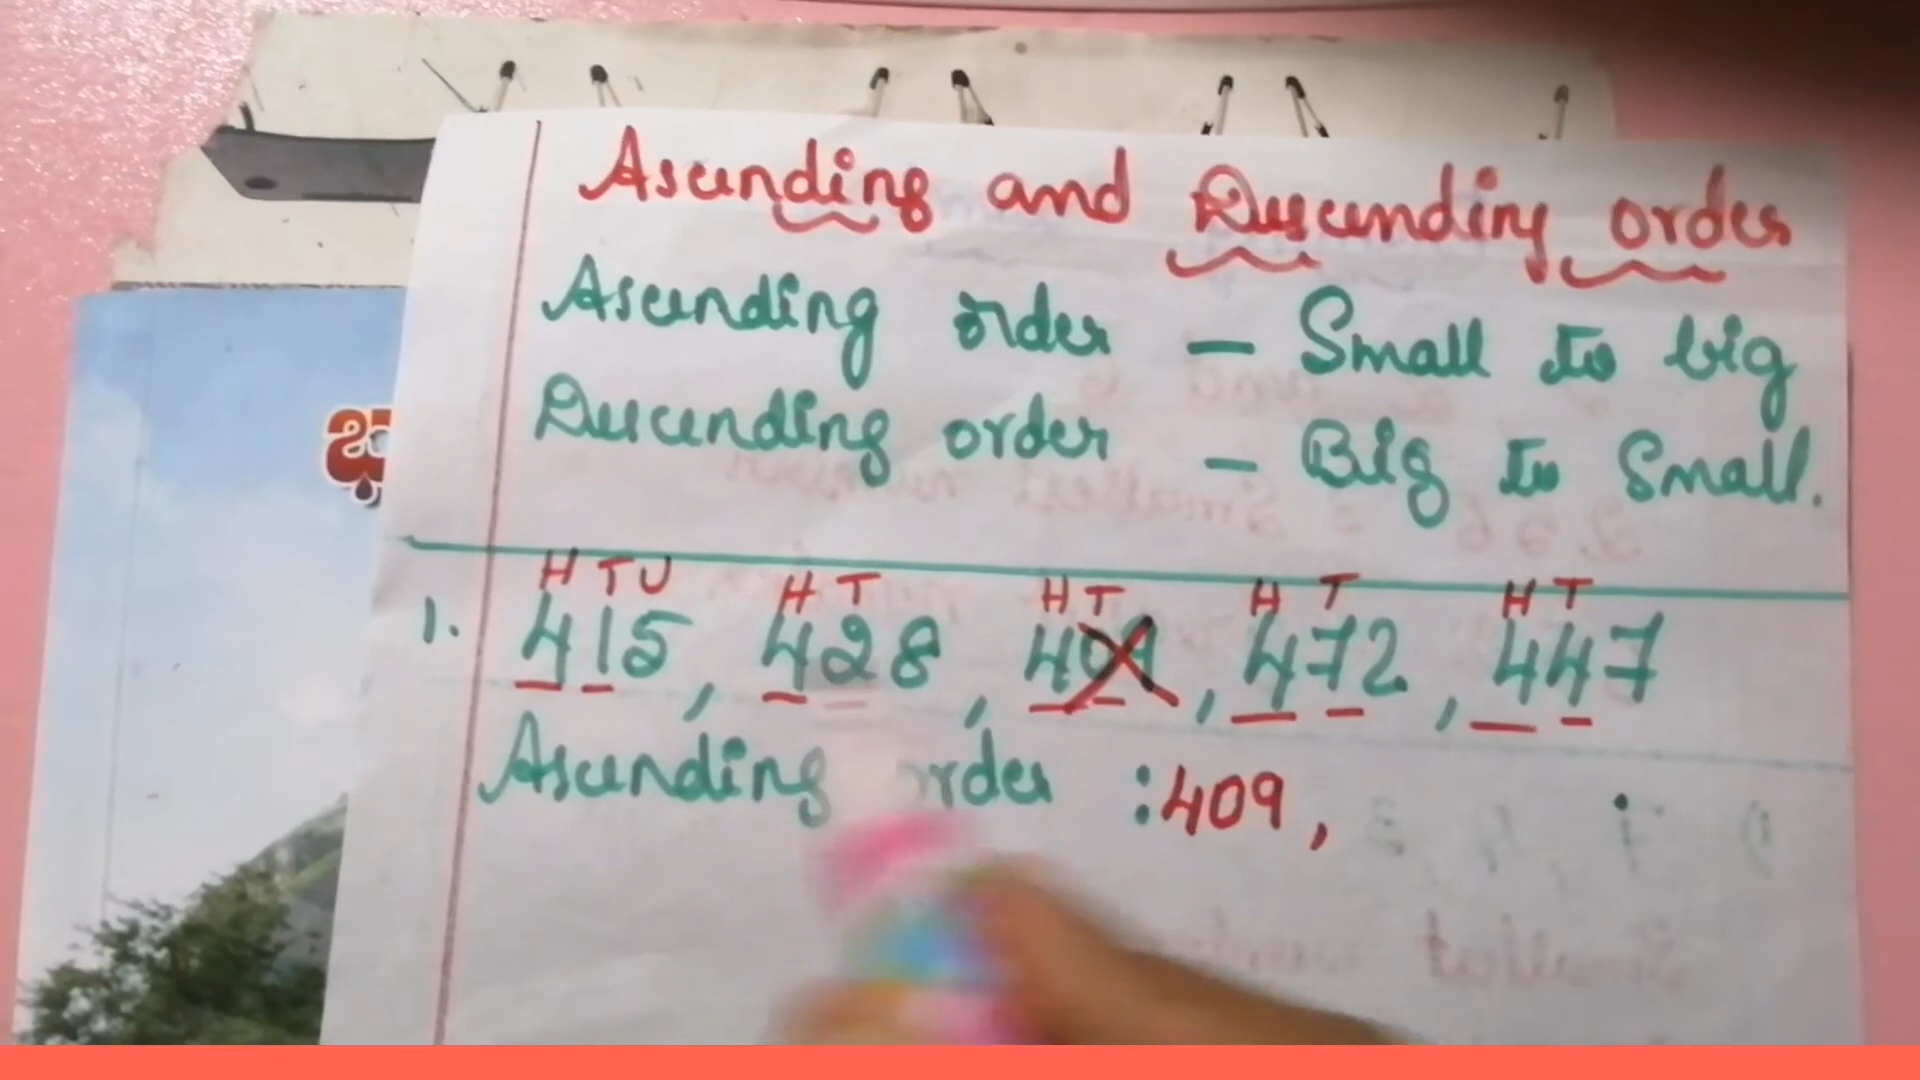 Ascending and Descending order
Ascending order - Small to big
Descending order - Big to Small.
H T U H T H T H T H T
1. 415, 428, 409, 472, 447
Ascending order : 409,